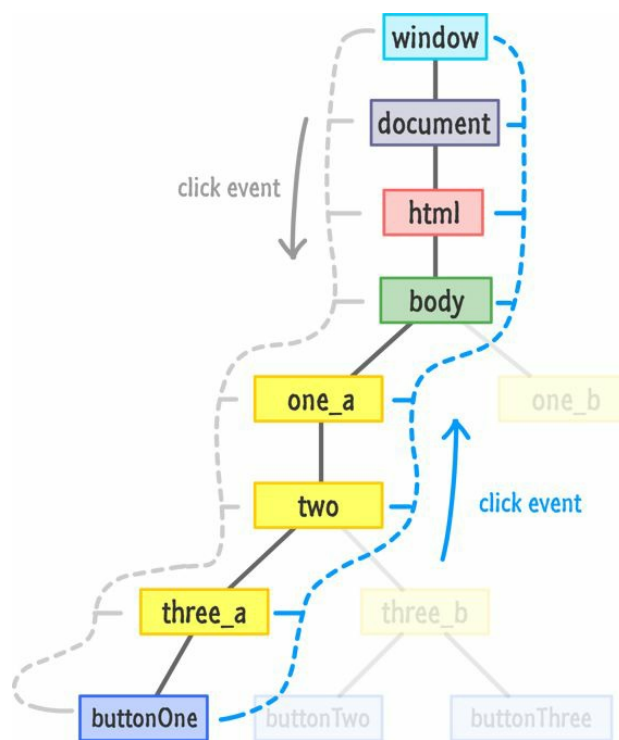 window
document
click event
html
body
one_a
one_b
two
click event
three_a
three_b
buttonOne
buttonTwo
buttonThree